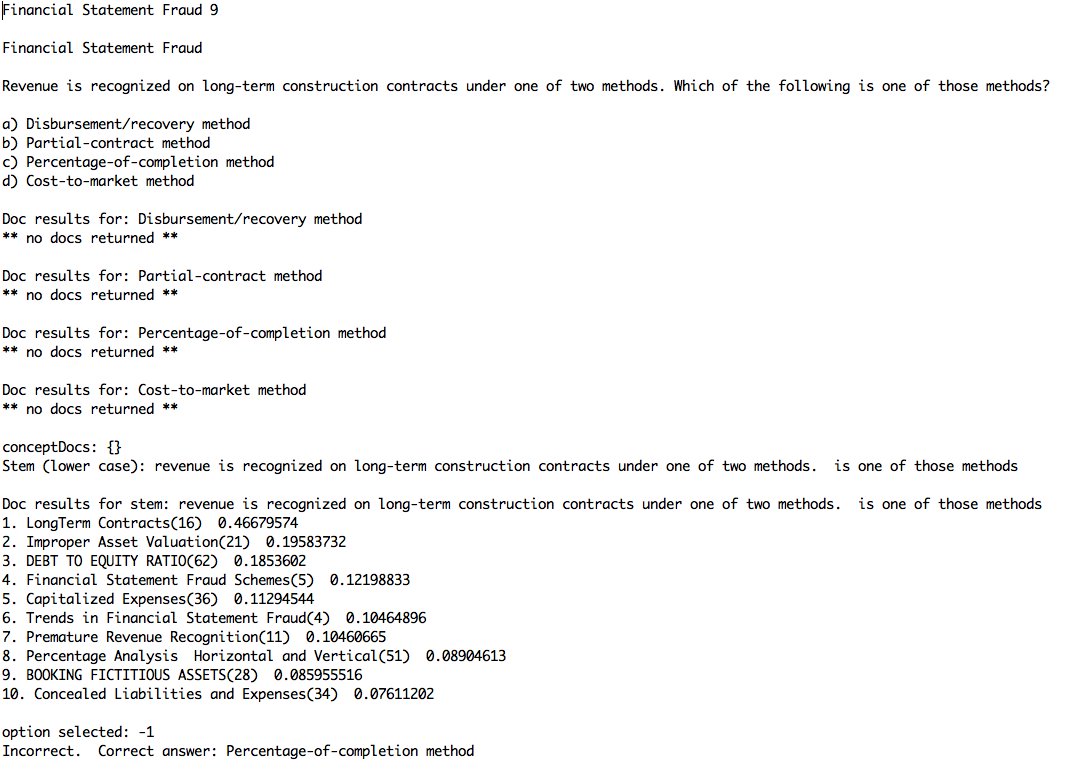 Financial Statement Fraud 9
Financial Statement Fraud
Revenue is recognized on long-term construction contracts under one of two methods. Which of the following is one of those methods?
a) Disbursement/recovery method
b) Partial-contract method
c) Percentage-of-completion method
d) Cost-to-market method
Doc results for: Disbursement/recovery method
** no docs returned **
Doc results for: Partial-contract method
** no docs returned **
Doc results for: Percentage-of-completion method
** no docs returned **
Doc results for: Cost-to-market method
** no docs returned **
conceptDocs: {}
Stem (lower case): revenue is recognized on long-term construction contracts under one of two methods.  is one of those methods
Doc results for stem: revenue is recognized on long-term construction contracts under one of two methods.  is one of those methods
1. LongTerm Contracts(16)  0.46679574
2. Improper Asset Valuation(21)  0.19583732
3. DEBT TO EQUITY RATIO(62)  0.1853602
4. Financial Statement Fraud Schemes(5)  0.12198833
5. Capitalized Expenses(36)  0.11294544
6. Trends in Financial Statement Fraud(4)  0.10464896
7. Premature Revenue Recognition(11)  0.10460665
8. Percentage Analysis  Horizontal and Vertical(51)  0.08904613
9. BOOKING FICTITIOUS ASSETS(28)  0.085955516
10. Concealed Liabilities and Expenses(34)  0.07611202
option selected: -1
Incorrect.  Correct answer: Percentage-of-completion method